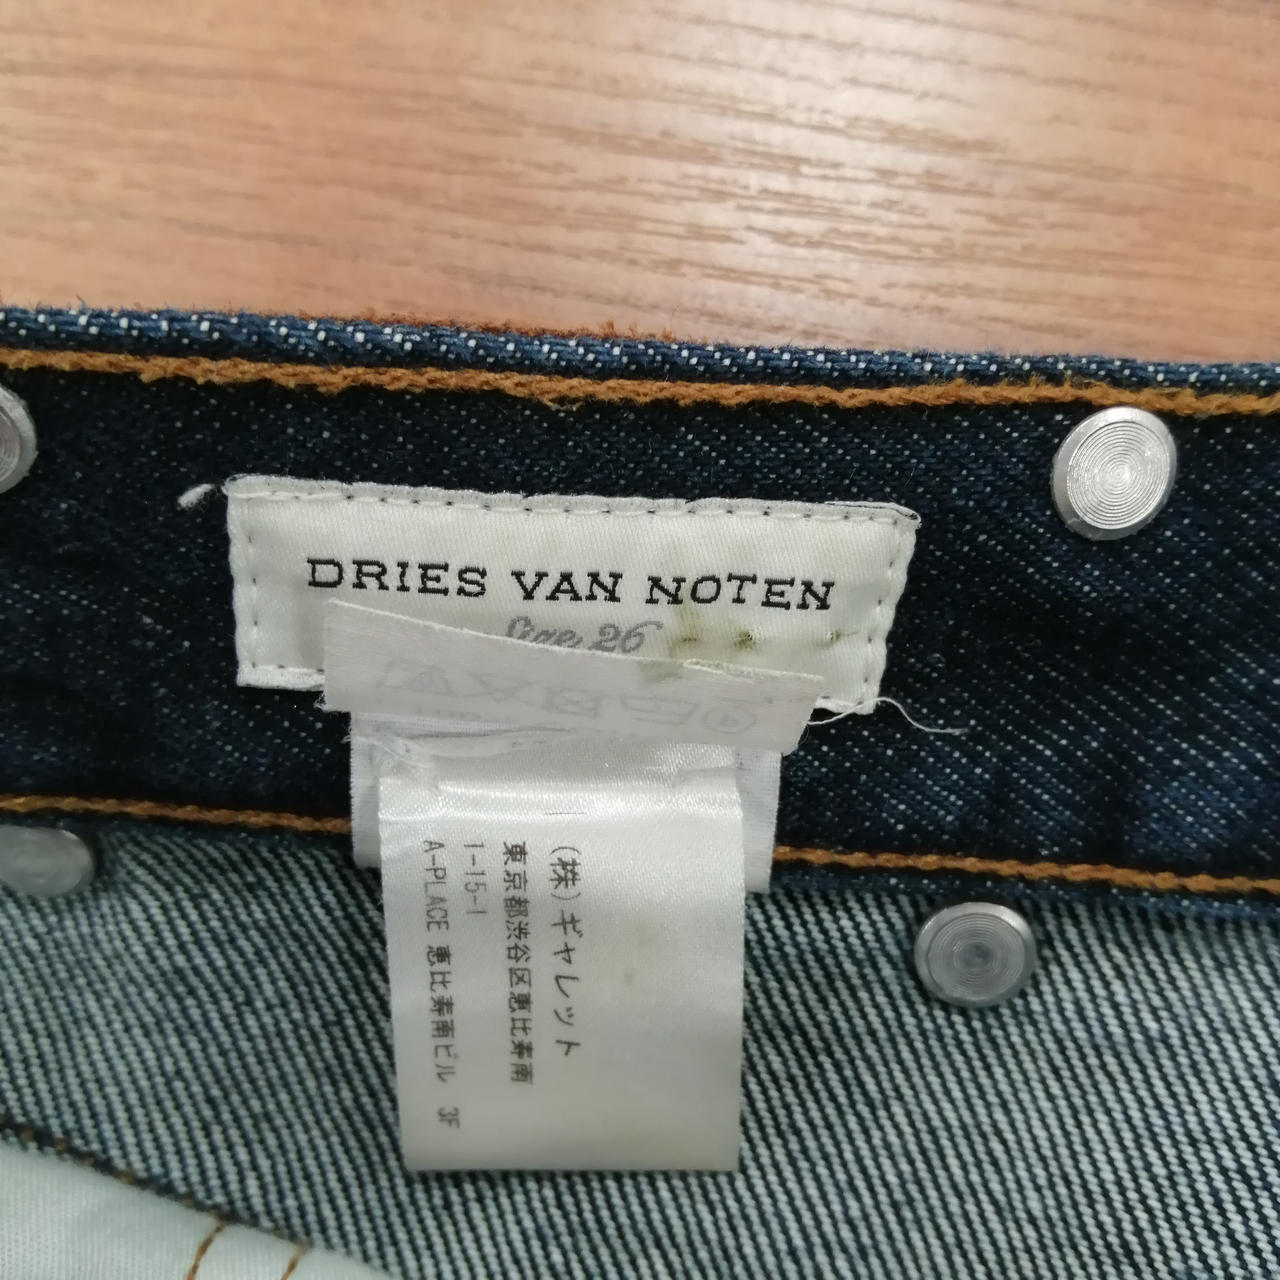 DRIES VAN NOTEN
Size 26
(株)ギャレット
東京都渋谷区恵比寿南
1-15-1
A-PLACE 恵比寿南ビル 3F